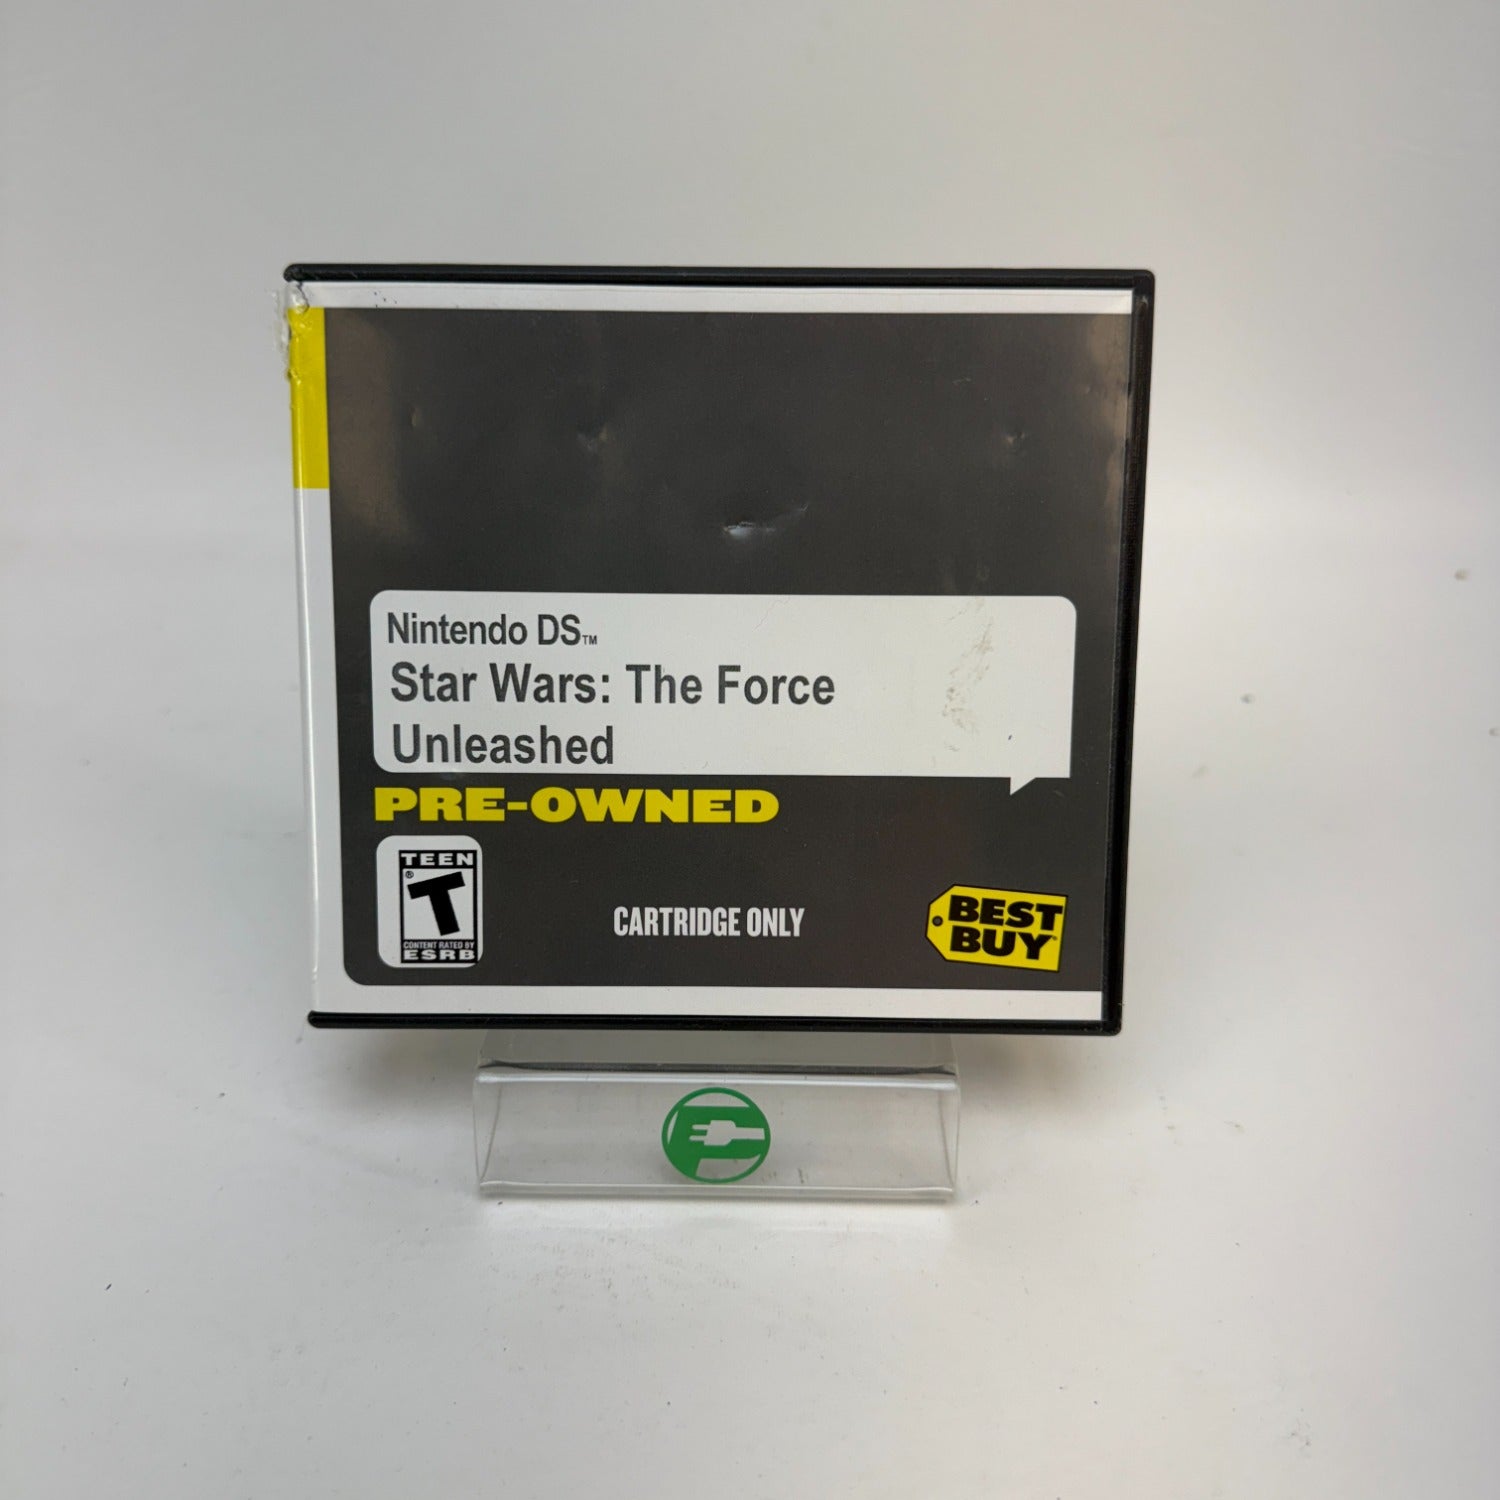 Nintendo DS™
Star Wars: The Force
Unleashed
PRE-OWNED
TEEN
T®
CONTENT RATED BY
ESRB
CARTRIDGE ONLY
BEST
BUY®